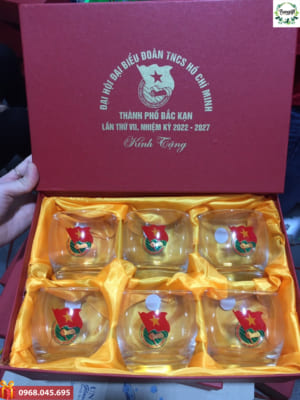 ĐẠI HỘI ĐẠI BIỂU ĐOÀN TNCS HỒ CHÍ MINH
THÀNH PHỐ BẮC KẠN
LẦN THỨ VII, NHIỆM KỲ 2022 - 2027
Kính Tặng
0968.045.695